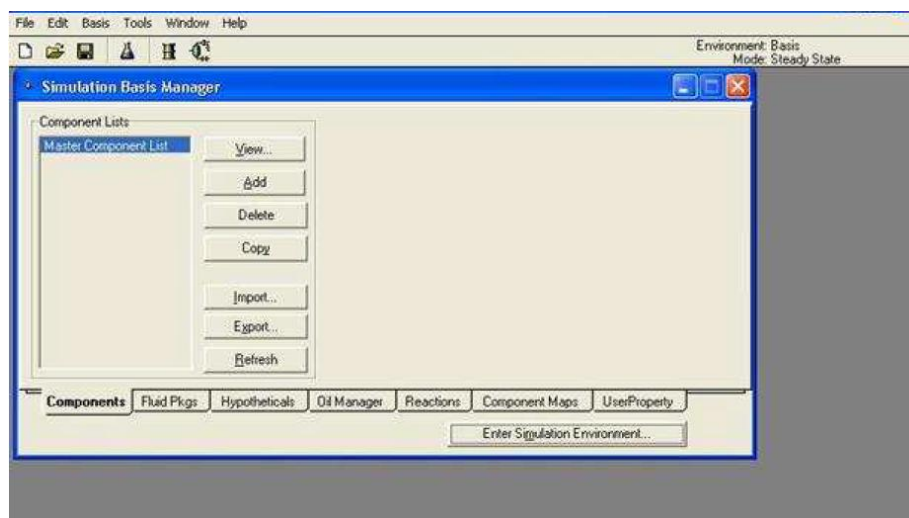 File Edit Basis Tools Window Help
Environment: Basis
Mode: Steady State
Simulation Basis Manager
Component Lists
Master Component List
View...
Add
Delete
Copy
Import...
Export...
Refresh
Components Fluid Pkgs Hypotheticals Oil Manager Reactions Component Maps UserProperty
Enter Simulation Environment...